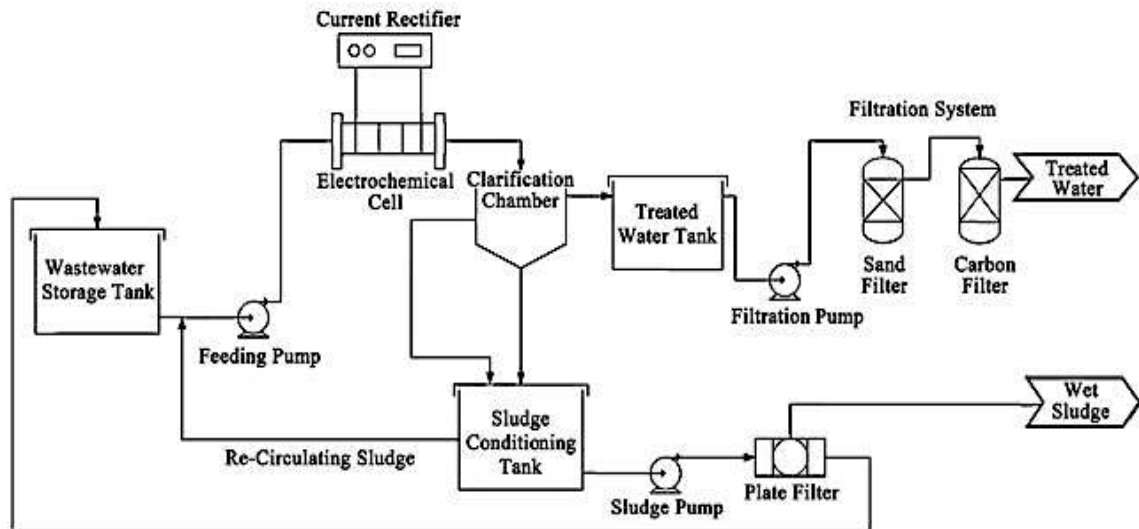 Current Rectifier
Filtration System
Electrochemical
Cell
Clarification
Chamber
Treated
Water Tank
Treated
Water
Wastewater
Storage Tank
Sand
Filter
Carbon
Filter
Filtration Pump
Feeding Pump
Wet
Sludge
Sludge
Conditioning
Tank
Re-Circulating Sludge
Sludge Pump
Plate Filter